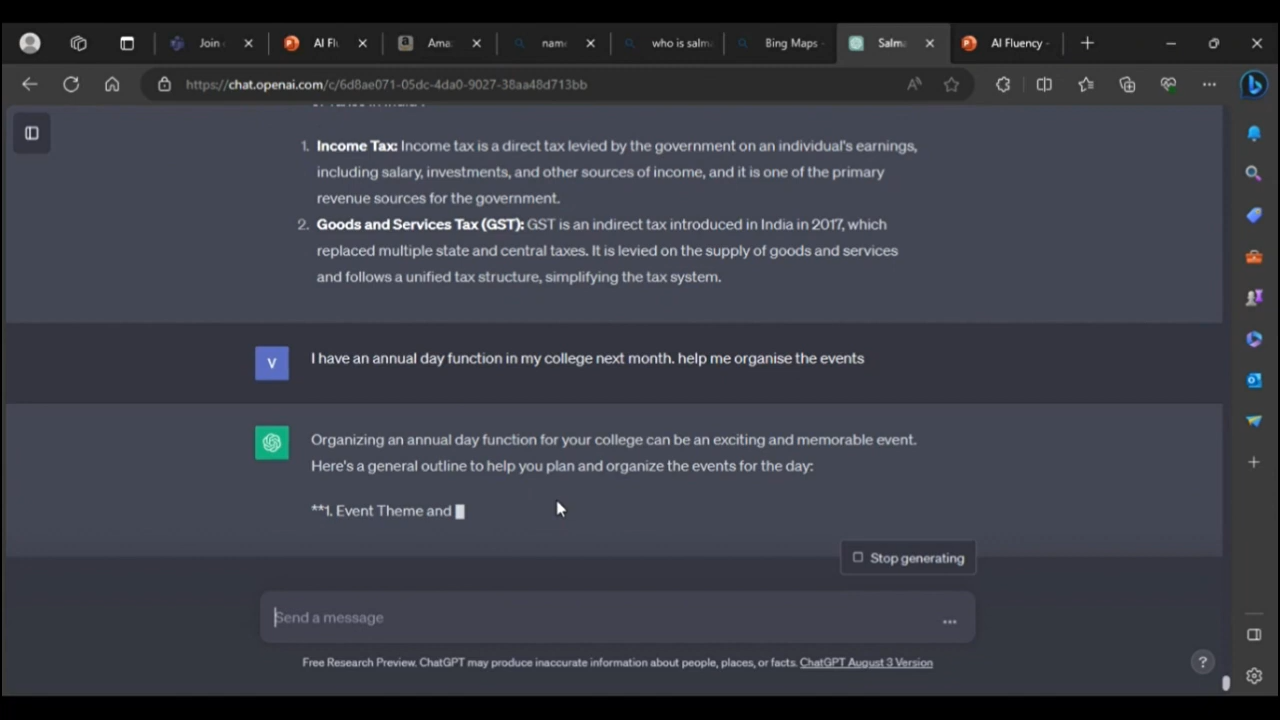 Join
AI Fl
Ama
nam
who is salm
Bing Maps
Salm
AI Fluency
https://chat.openai.com/c/6d8ae071-05dc-4da0-9027-38aa48d713bb
1. Income Tax: Income tax is a direct tax levied by the government on an individual's earnings,
including salary, investments, and other sources of income, and it is one of the primary
revenue sources for the government.
2. Goods and Services Tax (GST): GST is an indirect tax introduced in India in 2017, which
replaced multiple state and central taxes. It is levied on the supply of goods and services
and follows a unified tax structure, simplifying the tax system.
V
I have an annual day function in my college next month. help me organise the events
Organizing an annual day function for your college can be an exciting and memorable event.
Here's a general outline to help you plan and organize the events for the day:
**1. Event Theme and
Stop generating
Send a message
Free Research Preview. ChatGPT may produce inaccurate information about people, places, or facts. ChatGPT August 3 Version
?